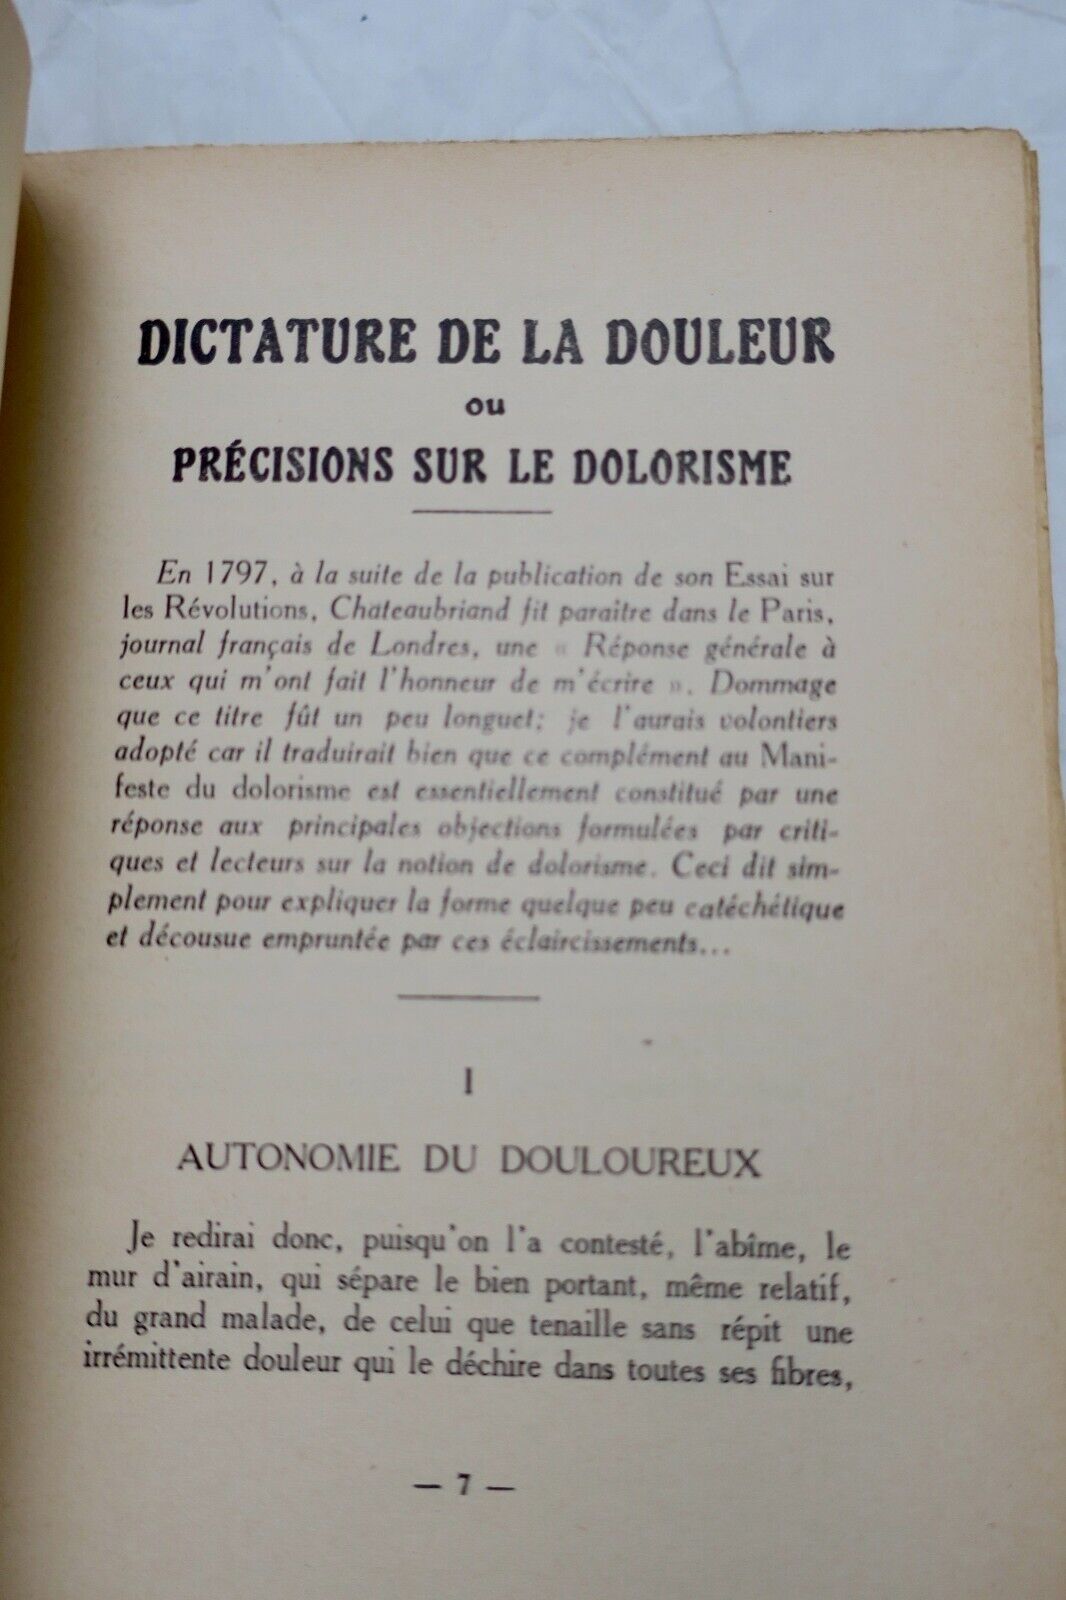 DICTATURE DE LA DOULEUR
ou
PRÉCISIONS SUR LE DOLORISME
En 1797, à la suite de la publication de son Essai sur
les Révolutions, Chateaubriand fit paraître dans le Paris,
journal français de Londres, une « Réponse générale à
ceux qui m'ont fait l'honneur de m'écrire ». Dommage
que ce titre fût un peu longuet; je l'aurais volontiers
adopté car il traduirait bien que ce complément au Mani-
feste du dolorisme est essentiellement constitué par une
réponse aux principales objections formulées par criti-
ques et lecteurs sur la notion de dolorisme. Ceci dit sim-
plement pour expliquer la forme quelque peu catéchétique
et décousue empruntée par ces éclaircissements...
I
AUTONOMIE DU DOULOUREUX
Je redirai donc, puisqu'on l'a contesté, l'abîme, le
mur d'airain, qui sépare le bien portant, même relatif,
du grand malade, de celui que tenaille sans répit une
irrémittente douleur qui le déchire dans toutes ses fibres,
— 7 —